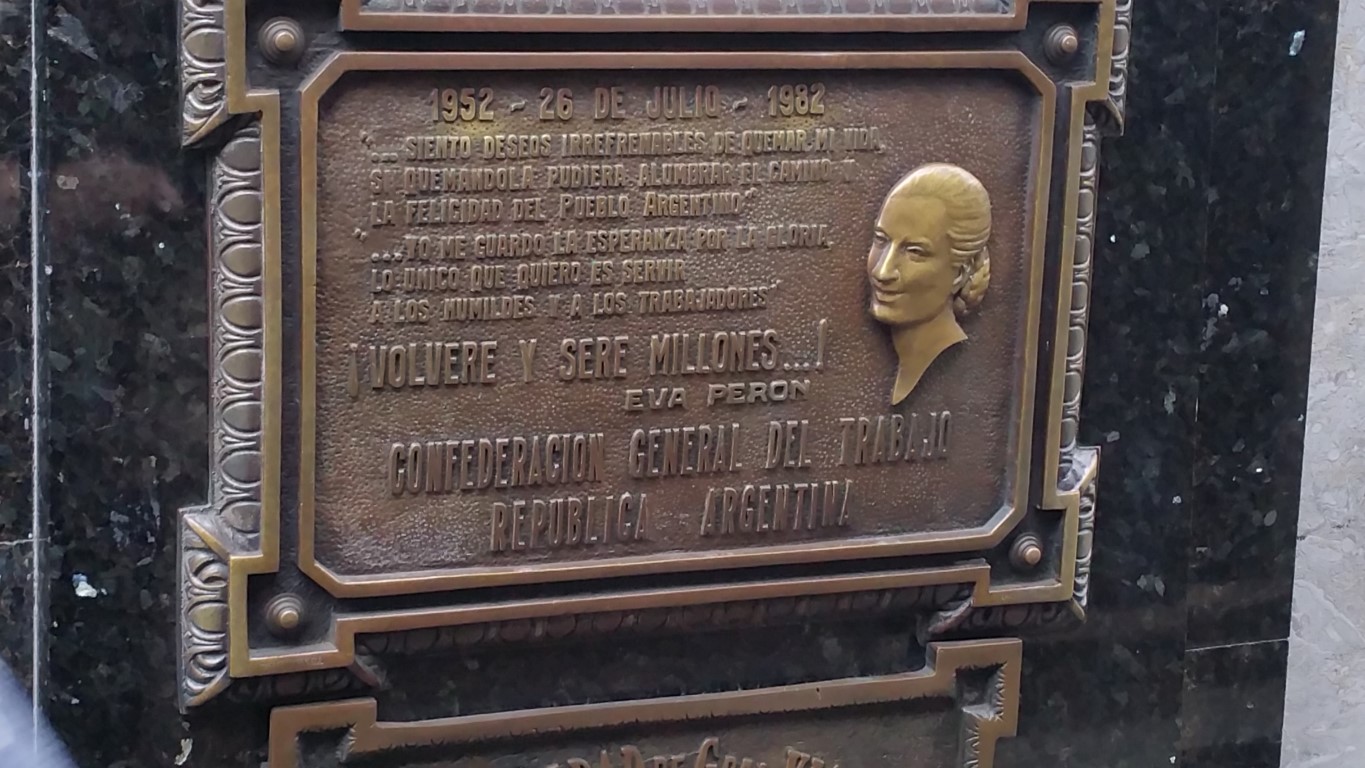 1952 - 26 DE JULIO - 1982
"... SIENTO DESEOS IRREFRENABLES DE QUEMAR MI VIDA,
SI QUEMANDOLA PUDIERA ALUMBRAR EL CAMINO Y
LA FELICIDAD DEL PUEBLO ARGENTINO"
"...YO ME GUARDO LA ESPERANZA POR LA GLORIA,
LO UNICO QUE QUIERO ES SERVIR
A LOS HUMILDES Y A LOS TRABAJADORES"
¡VOLVERE Y SERE MILLONES...!
EVA PERON
CONFEDERACION GENERAL DEL TRABAJO
REPUBLICA ARGENTINA